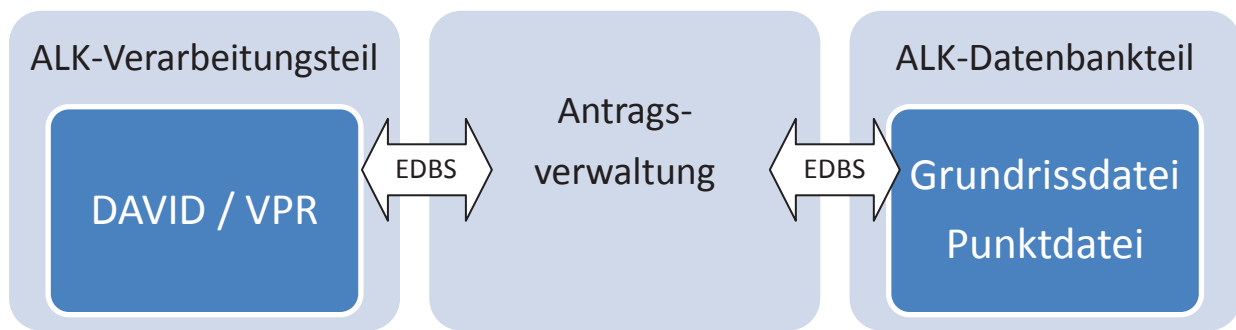 ALK-Verarbeitungsteil
DAVID / VPR
EDBS
Antrags-
verwaltung
EDBS
ALK-Datenbankteil
Grundrissdatei
Punktdatei